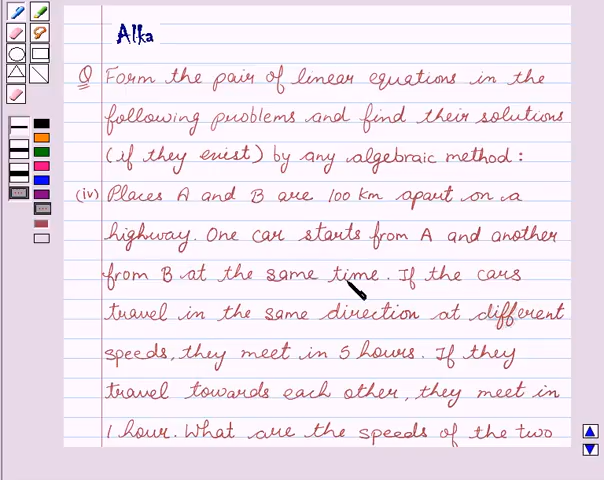 Alka
Q Form the pair of linear equations in the
following problems and find their solutions
(if they exist) by any algebraic method:
(iv) Places A and B are 100 km apart on a
highway. One car starts from A and another
from B at the same time. If the cars
travel in the same direction at different
speeds, they meet in 5 hours. If they
travel towards each other, they meet in
1 hour. What are the speeds of the two